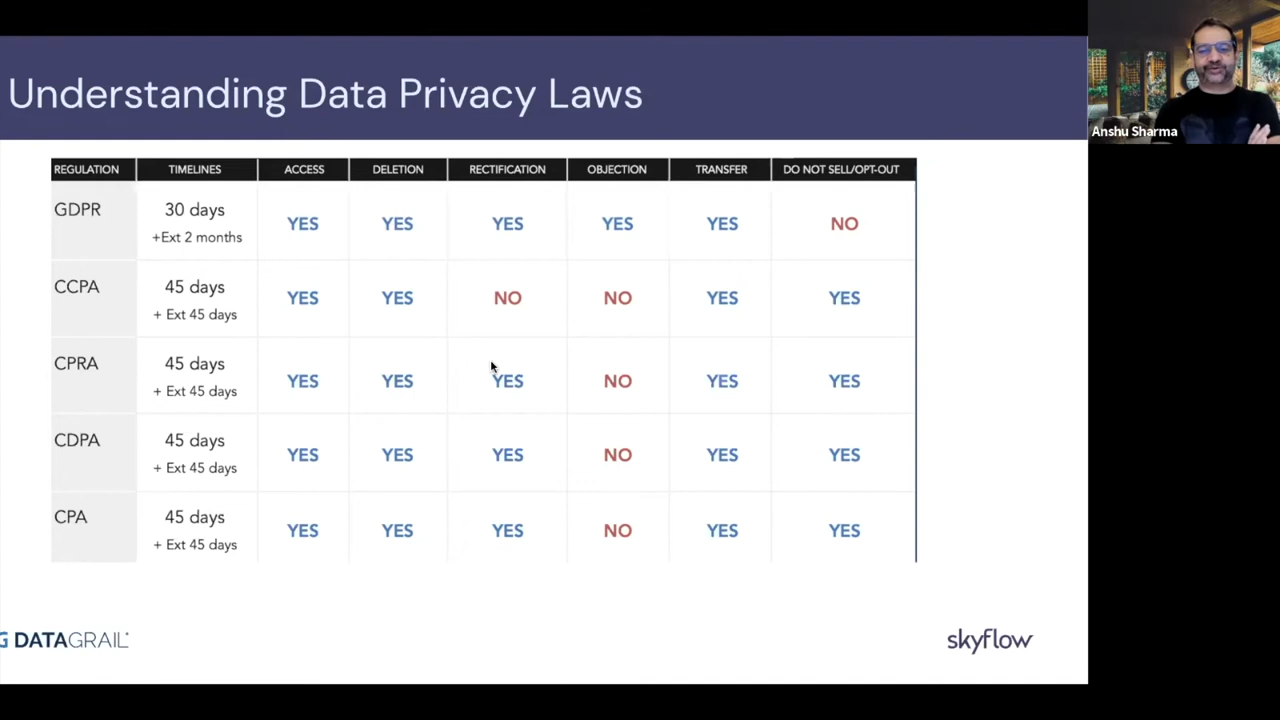 Understanding Data Privacy Laws
Anshu Sharma
REGULATION TIMELINES ACCESS DELETION RECTIFICATION OBJECTION TRANSFER DO NOT SELL/OPT-OUT
GDPR 30 days YES YES YES YES YES NO
+Ext 2 months
CCPA 45 days YES YES NO NO YES YES
+ Ext 45 days
CPRA 45 days YES YES YES NO YES YES
+ Ext 45 days
CDPA 45 days YES YES YES NO YES YES
+ Ext 45 days
CPA 45 days YES YES YES NO YES YES
+ Ext 45 days
G DATAGRAIL
skyflow